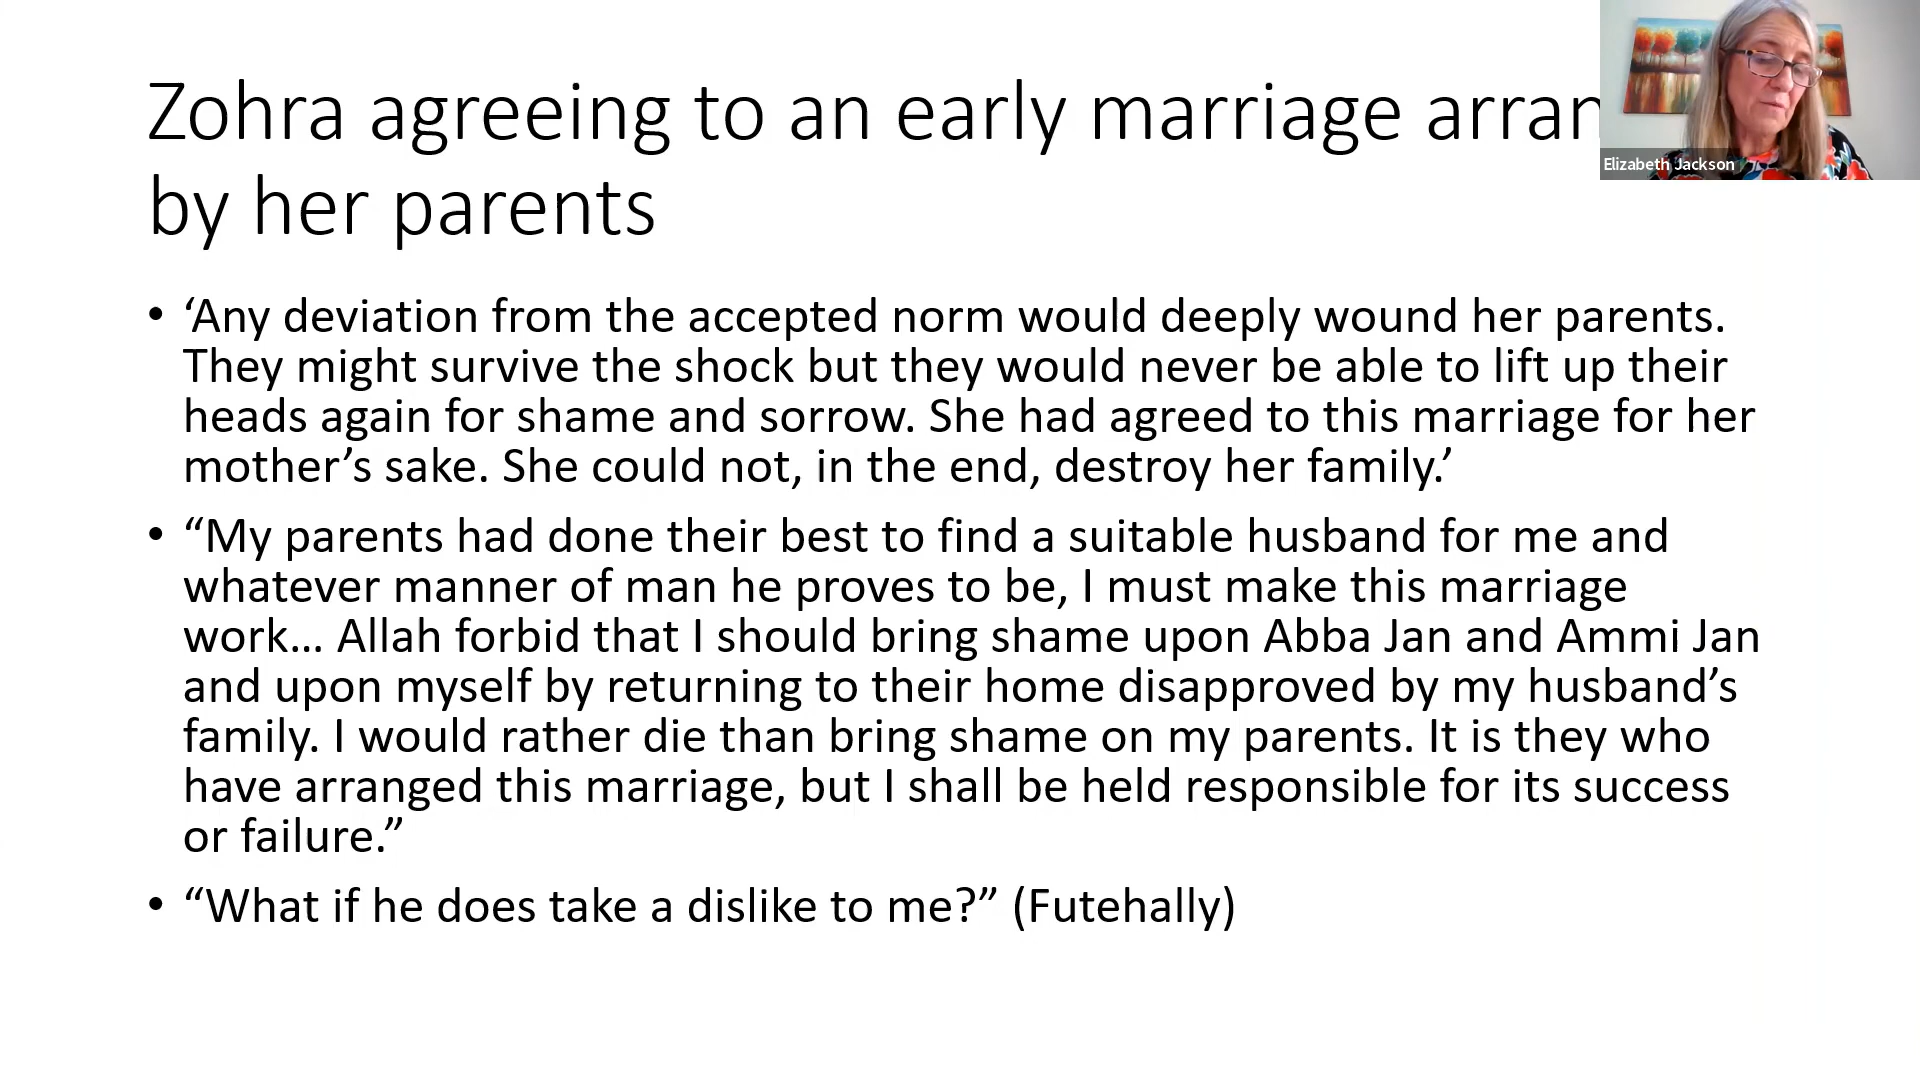 Zohra agreeing to an early marriage arran
by her parents
Elizabeth Jackson
• ‘Any deviation from the accepted norm would deeply wound her parents.
They might survive the shock but they would never be able to lift up their
heads again for shame and sorrow. She had agreed to this marriage for her
mother’s sake. She could not, in the end, destroy her family.’
• “My parents had done their best to find a suitable husband for me and
whatever manner of man he proves to be, I must make this marriage
work… Allah forbid that I should bring shame upon Abba Jan and Ammi Jan
and upon myself by returning to their home disapproved by my husband’s
family. I would rather die than bring shame on my parents. It is they who
have arranged this marriage, but I shall be held responsible for its success
or failure.”
• “What if he does take a dislike to me?” (Futehally)